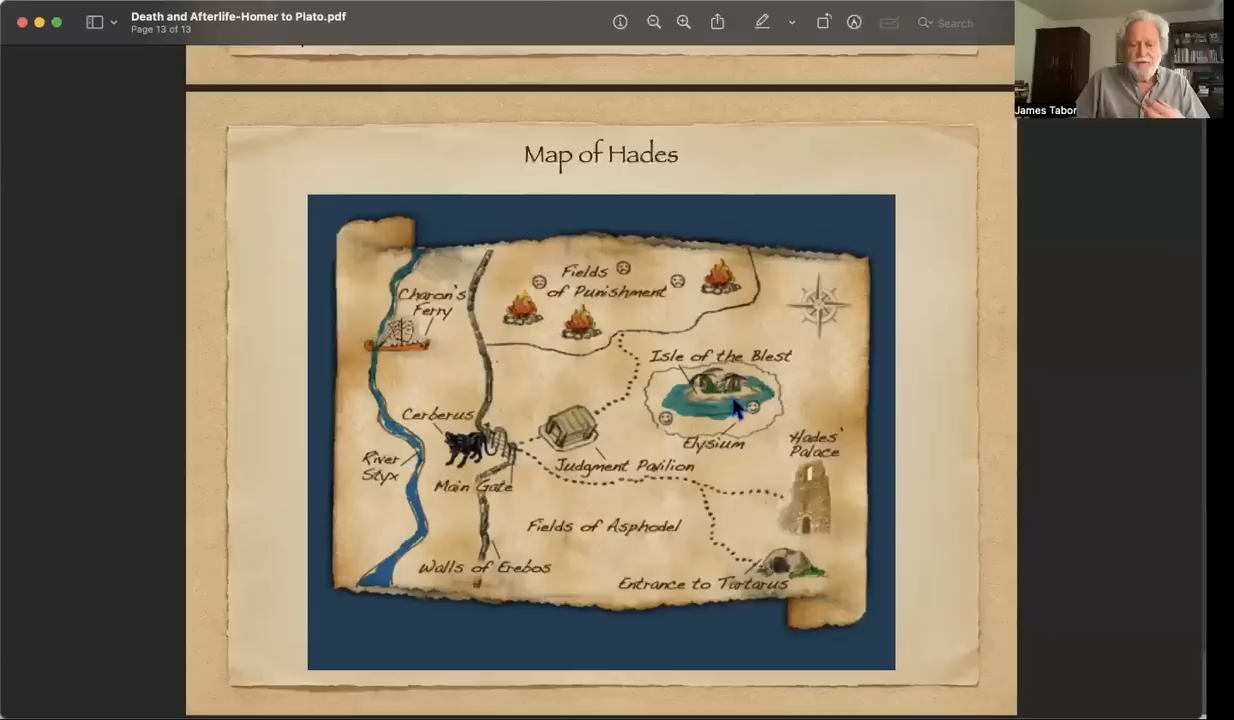 Death and Afterlife-Homer to Plato.pdf
Page 13 of 13
Search
James Tabor
Map of Hades
Fields
of Punishment
Charon's
Ferry
Isle of the Blest
Cerberus
Elysium
Hades'
Palace
River
Styx
Judgment Pavilion
Main Gate
Fields of Asphodel
Walls of Erebos
Entrance to Tartarus